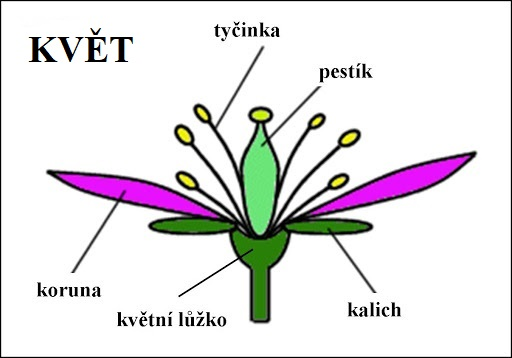 KVĚT
tyčinka
pestík
koruna
květní lůžko
kalich